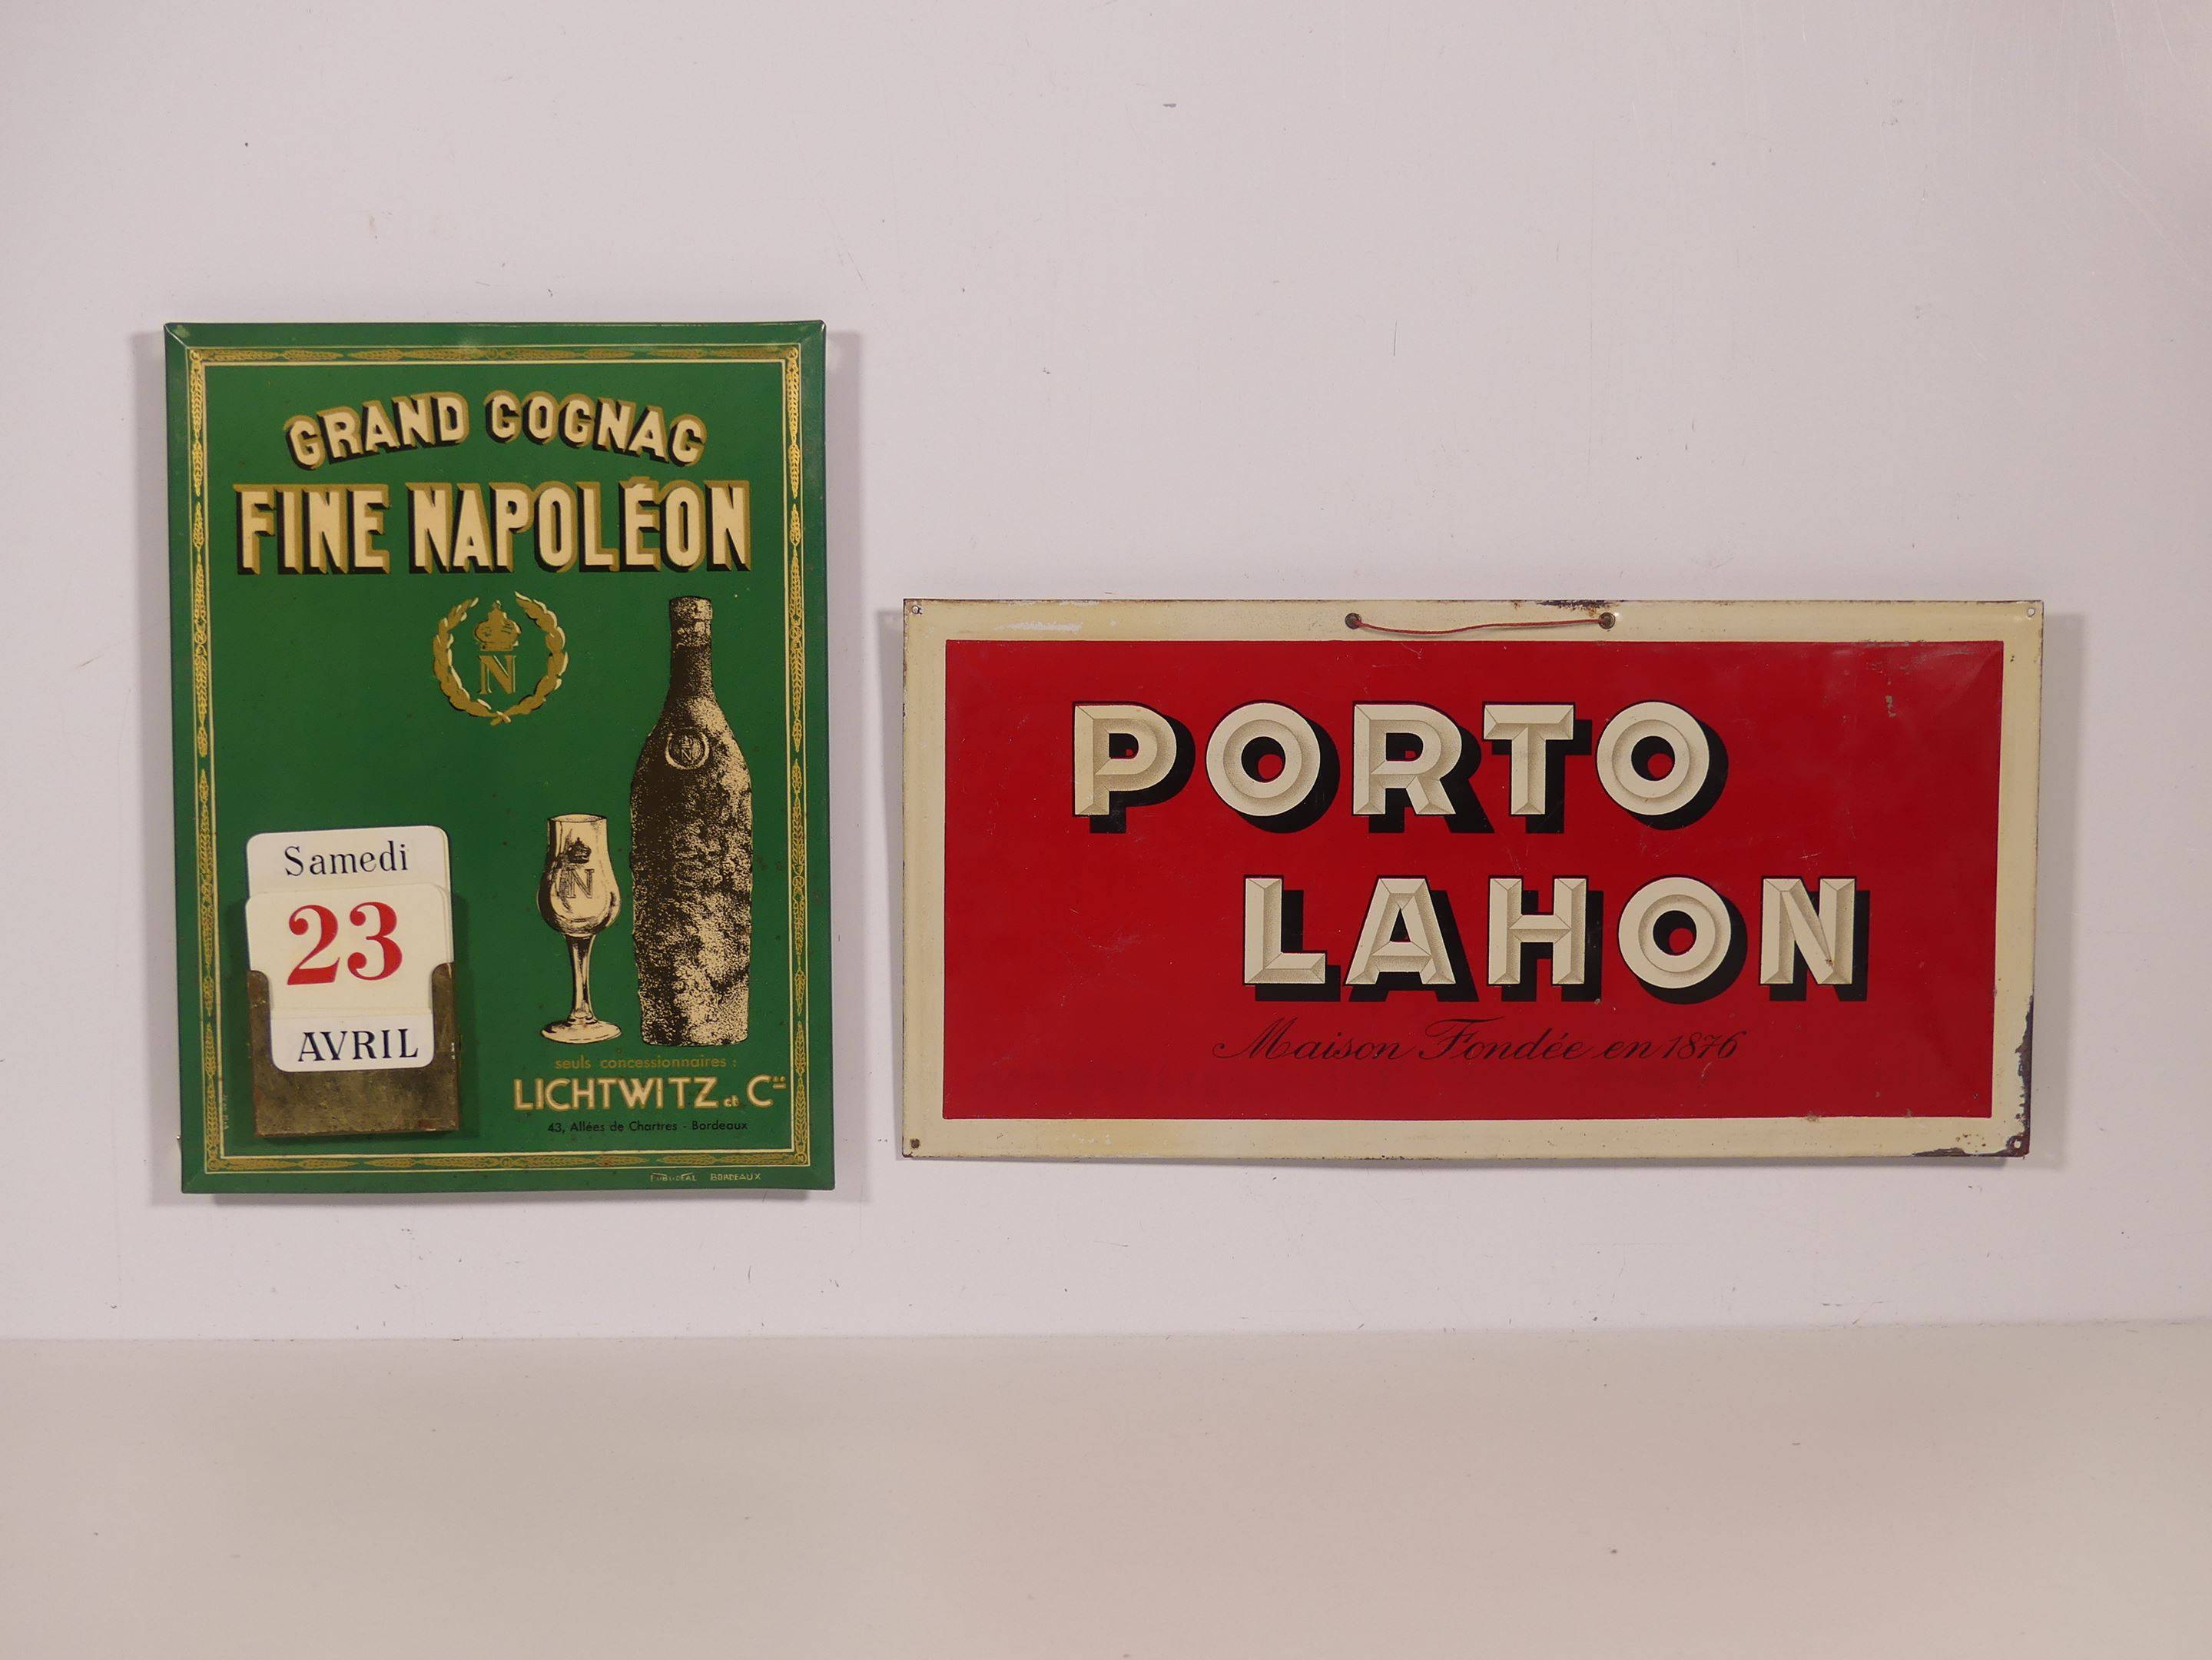 GRAND COGNAC
FINE NAPOLÉON
N
N
Samedi
23
AVRIL
seuls concessionnaires :
LICHTWITZ et Cie
43, Allées de Chartres - Bordeaux
PUBLIDÉAL BORDEAUX
PORTO
LAHON
Maison Fondée en 1876